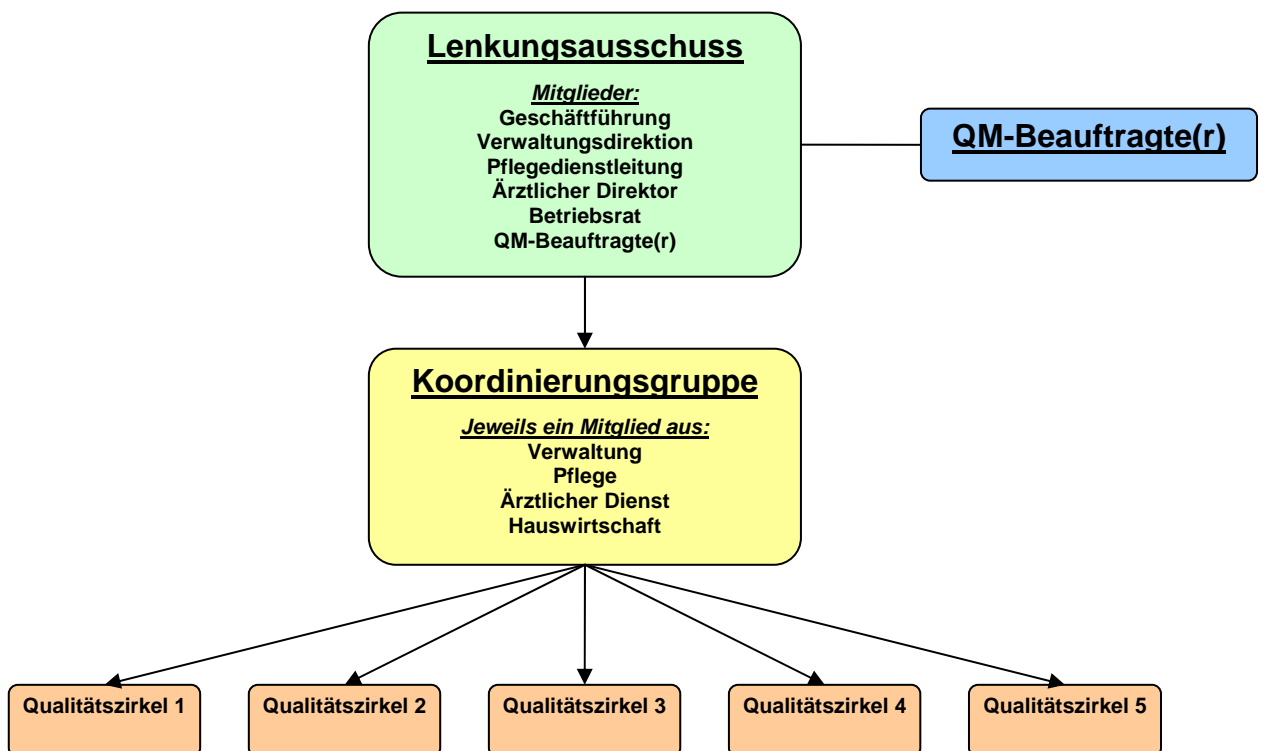 Lenkungsausschuss
Mitglieder:
Geschäftführung
Verwaltungsdirektion
Pflegedienstleitung
Ärztlicher Direktor
Betriebsrat
QM-Beauftragte(r)
QM-Beauftragte(r)
Koordinierungsgruppe
Jeweils ein Mitglied aus:
Verwaltung
Pflege
Ärztlicher Dienst
Hauswirtschaft
Qualitätszirkel 1
Qualitätszirkel 2
Qualitätszirkel 3
Qualitätszirkel 4
Qualitätszirkel 5